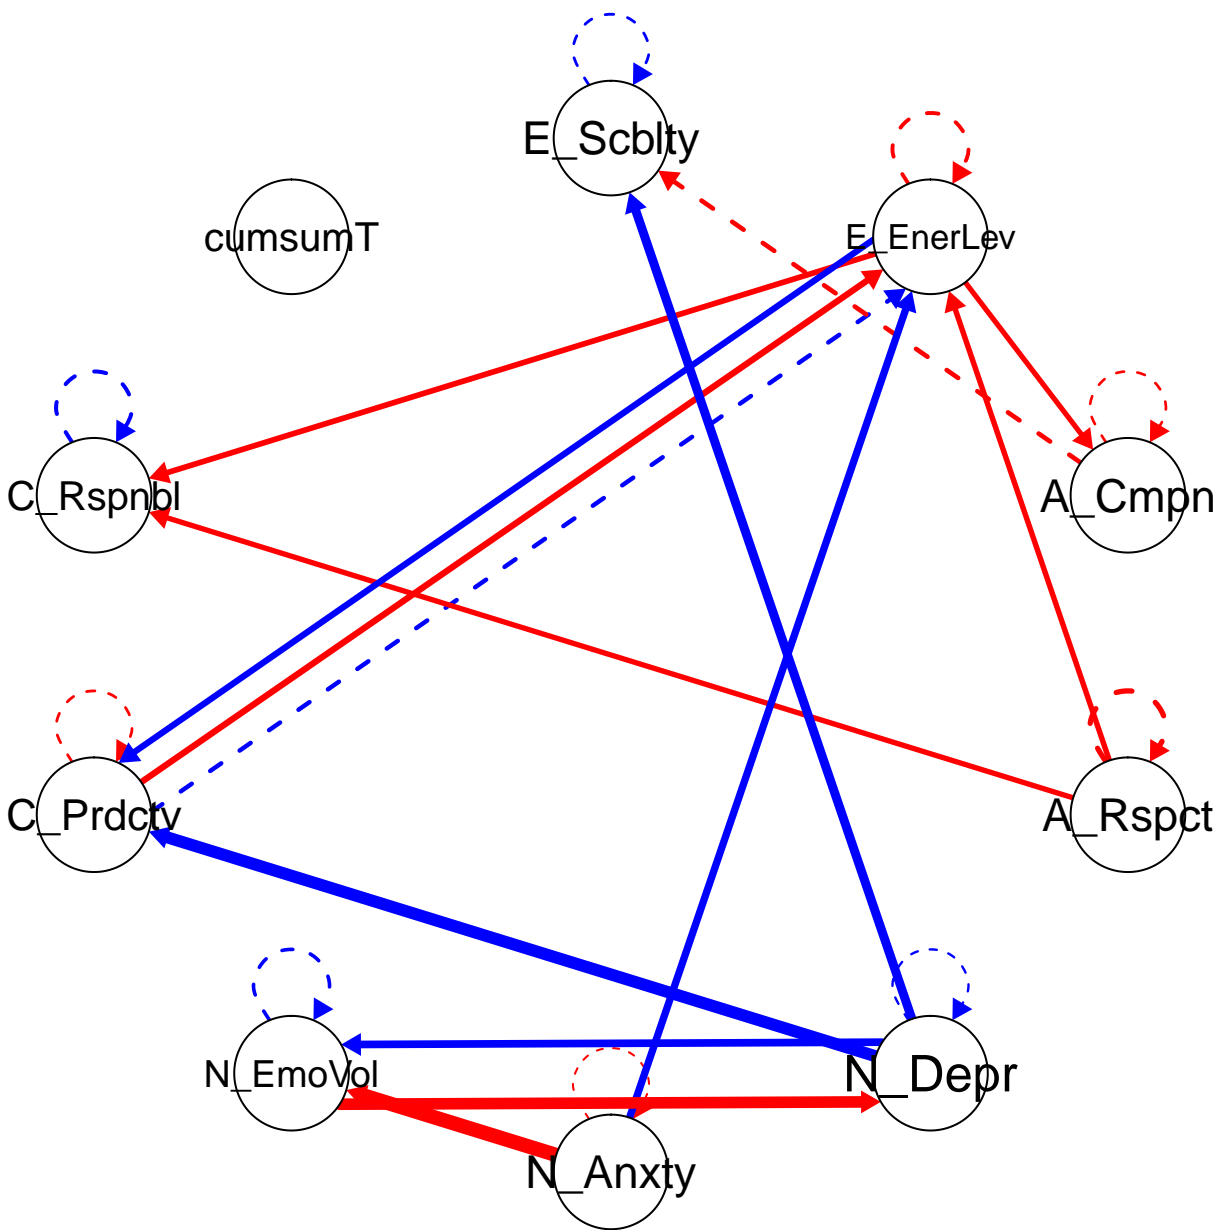 E_Scblty
cumsumT
E_EnerLev
C_Rspnbl
A_Cmpn
C_Prdctv
A_Rspct
N_EmoVol
N_Depr
N_Anxty